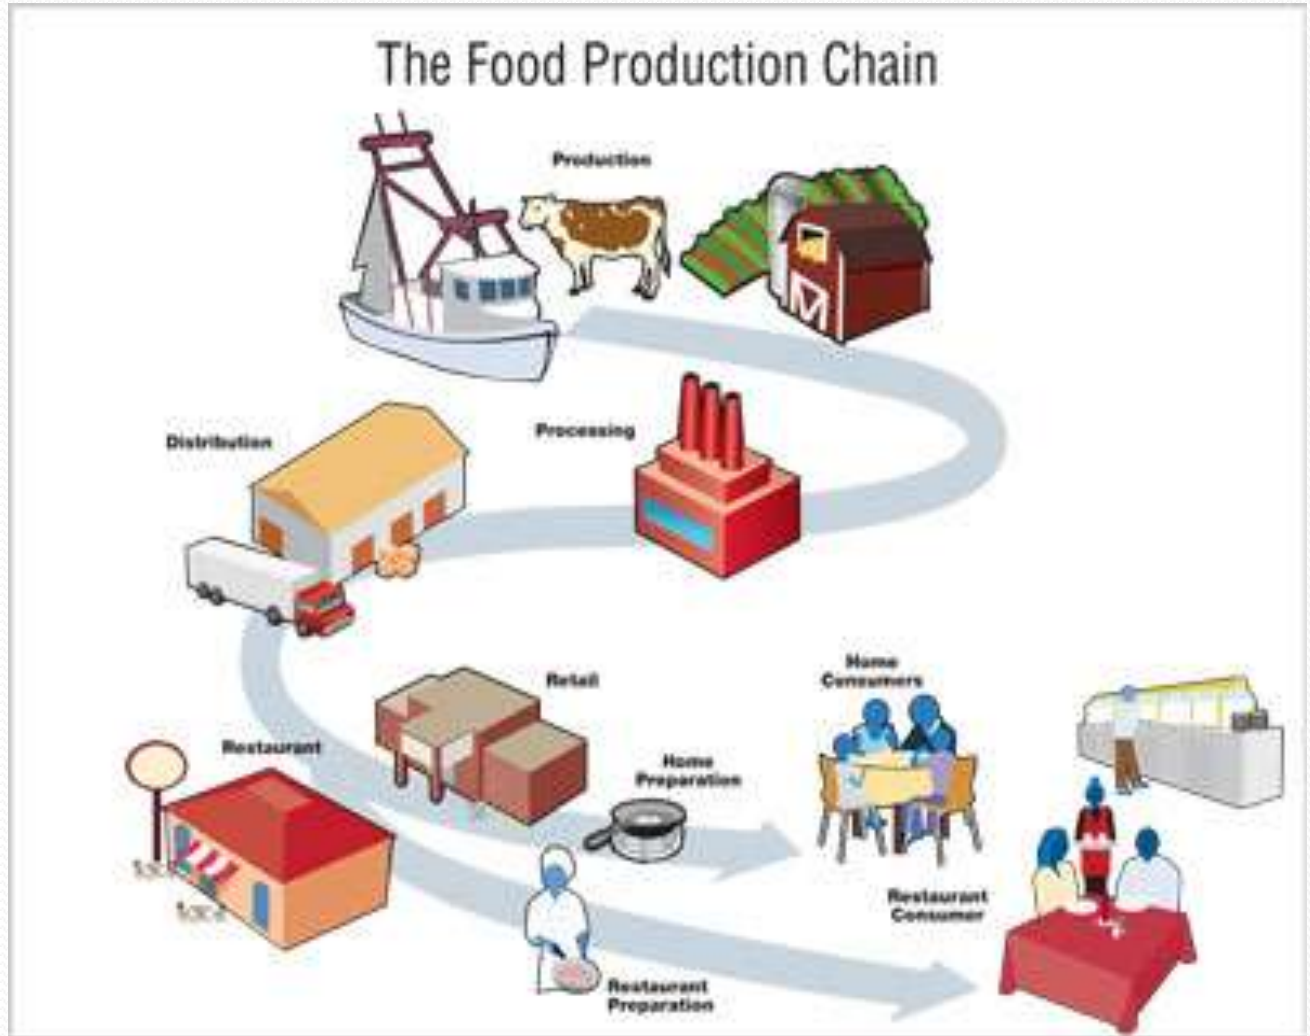 The Food Production Chain
Production
Processing
Distribution
Retail
Home
Consumers
Restaurant
Home
Preparation
Restaurant
Consumer
Restaurant
Preparation